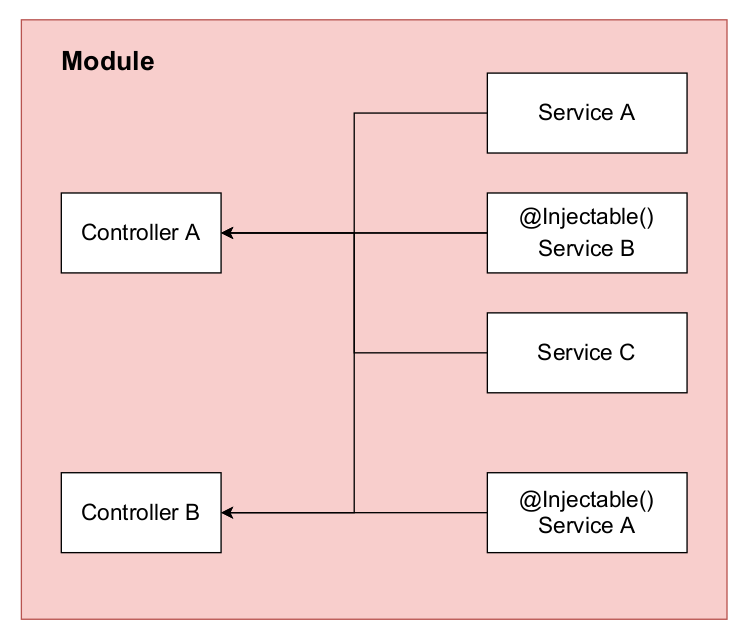 Module
Service A
Controller A
@Injectable()
Service B
Service C
Controller B
@Injectable()
Service A